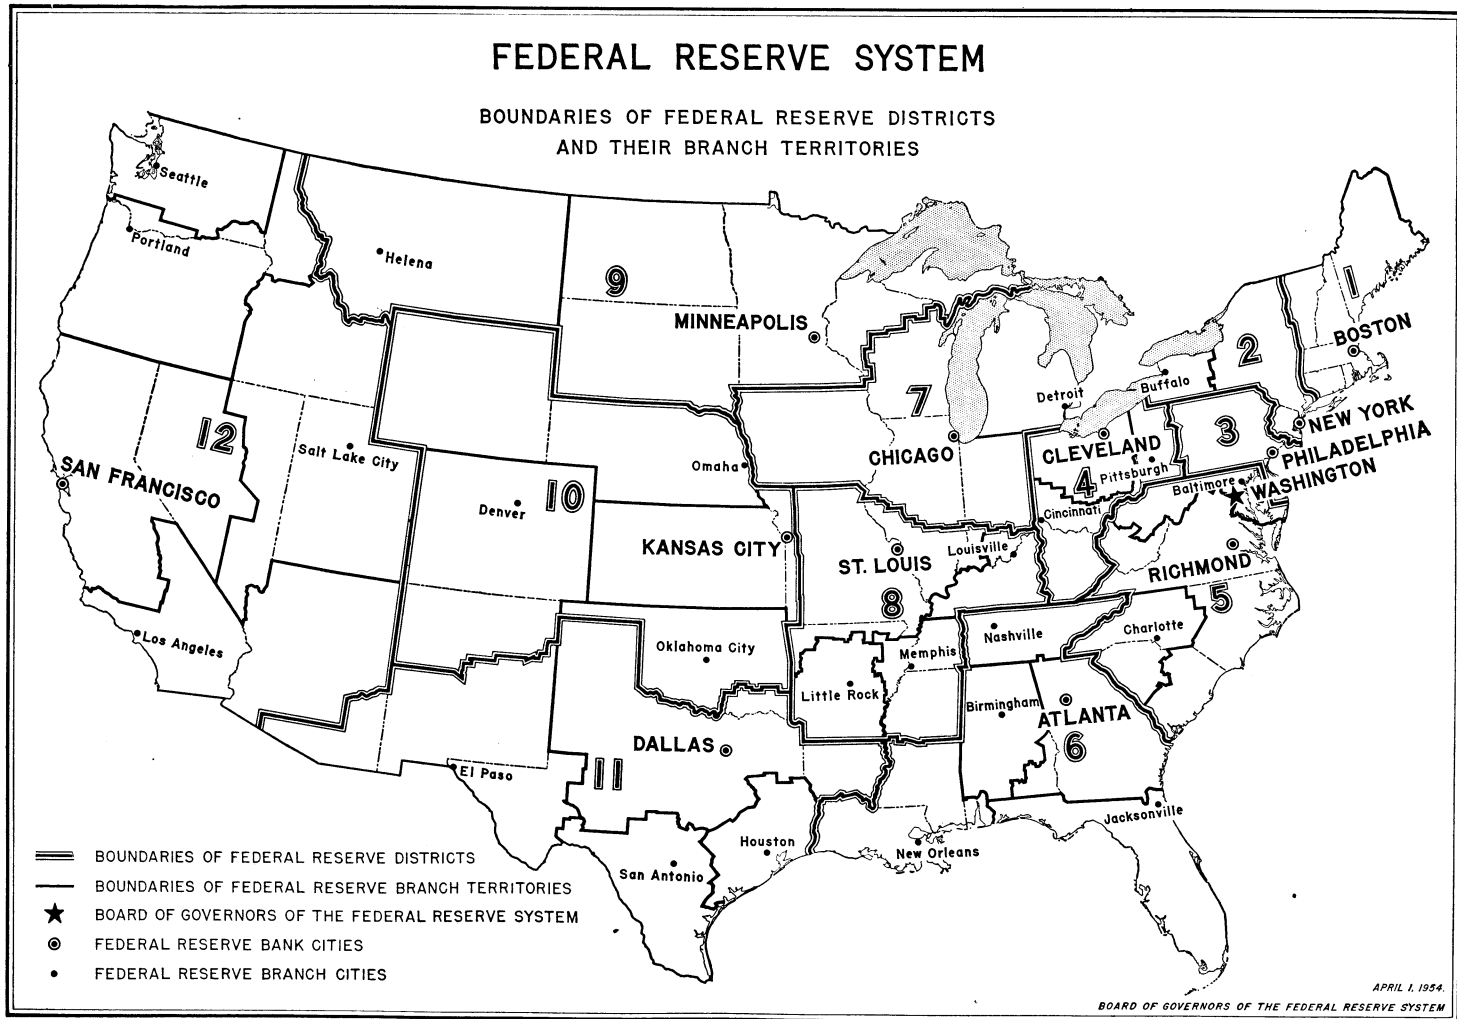 FEDERAL RESERVE SYSTEM
BOUNDARIES OF FEDERAL RESERVE DISTRICTS
AND THEIR BRANCH TERRITORIES
Seattle
Portland
Helena
9
MINNEAPOLIS
1
BOSTON
2
Buffalo
7
Detroit
NEW YORK
3
PHILADELPHIA
WASHINGTON
12
SAN FRANCISCO
Salt Lake City
Omaha
CHICAGO
CLEVELAND
4
Pittsburgh
Baltimore
Cincinnati
10
Denver
KANSAS CITY
ST. LOUIS
Louisville
8
RICHMOND
5
Los Angeles
Oklahoma City
Memphis
Nashville
Charlotte
Little Rock
Birmingham
ATLANTA
6
DALLAS
11
El Paso
Houston
San Antonio
New Orleans
Jacksonville
BOUNDARIES OF FEDERAL RESERVE DISTRICTS
BOUNDARIES OF FEDERAL RESERVE BRANCH TERRITORIES
BOARD OF GOVERNORS OF THE FEDERAL RESERVE SYSTEM
FEDERAL RESERVE BANK CITIES
FEDERAL RESERVE BRANCH CITIES
APRIL 1, 1954.
BOARD OF GOVERNORS OF THE FEDERAL RESERVE SYSTEM